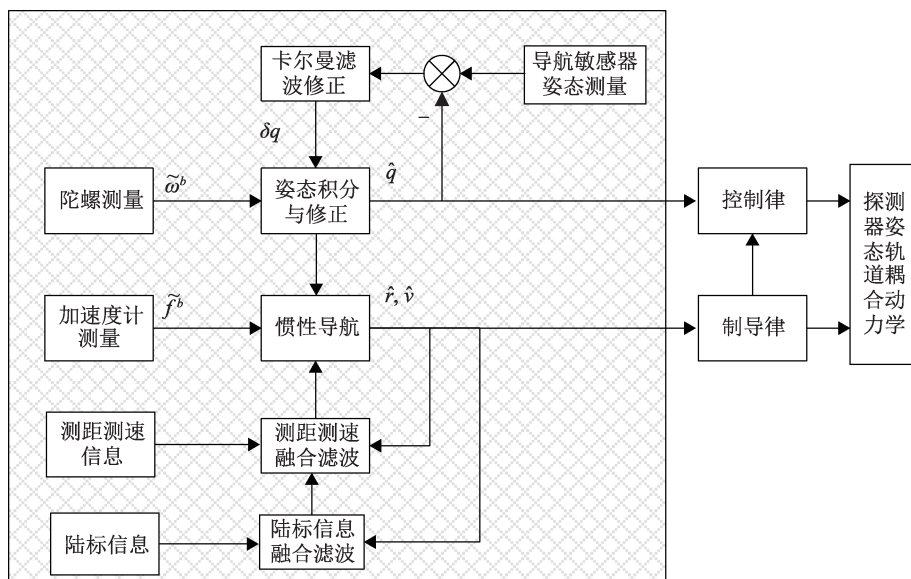 卡尔曼滤
波修正
导航敏感器
姿态测量
−
δq
陀螺测量
ω̃ᵇ
姿态积分
与修正
q̂
控制律
探测
器姿
态轨
道耦
合动
力学
加速度计
测量
f̃ᵇ
惯性导航
r̂, v̂
制导律
测距测速
信息
测距测速
融合滤波
陆标信息
陆标信息
融合滤波